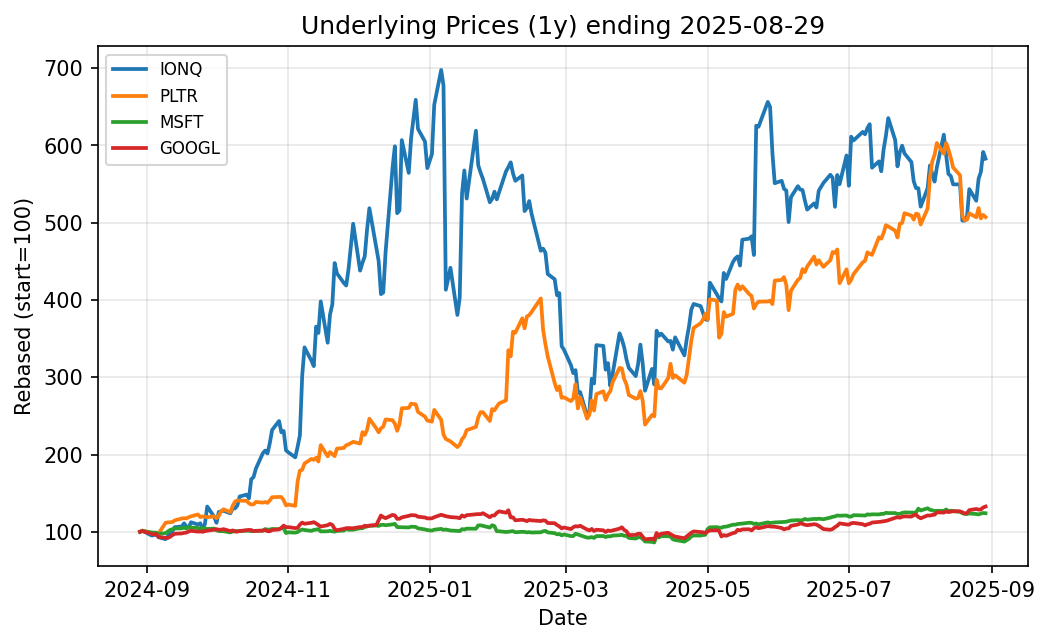 Underlying Prices (1y) ending 2025-08-29
IONQ
PLTR
MSFT
GOOGL
Rebased (start=100)
700
600
500
400
300
200
100
2024-09
2024-11
2025-01
2025-03
2025-05
2025-07
2025-09
Date